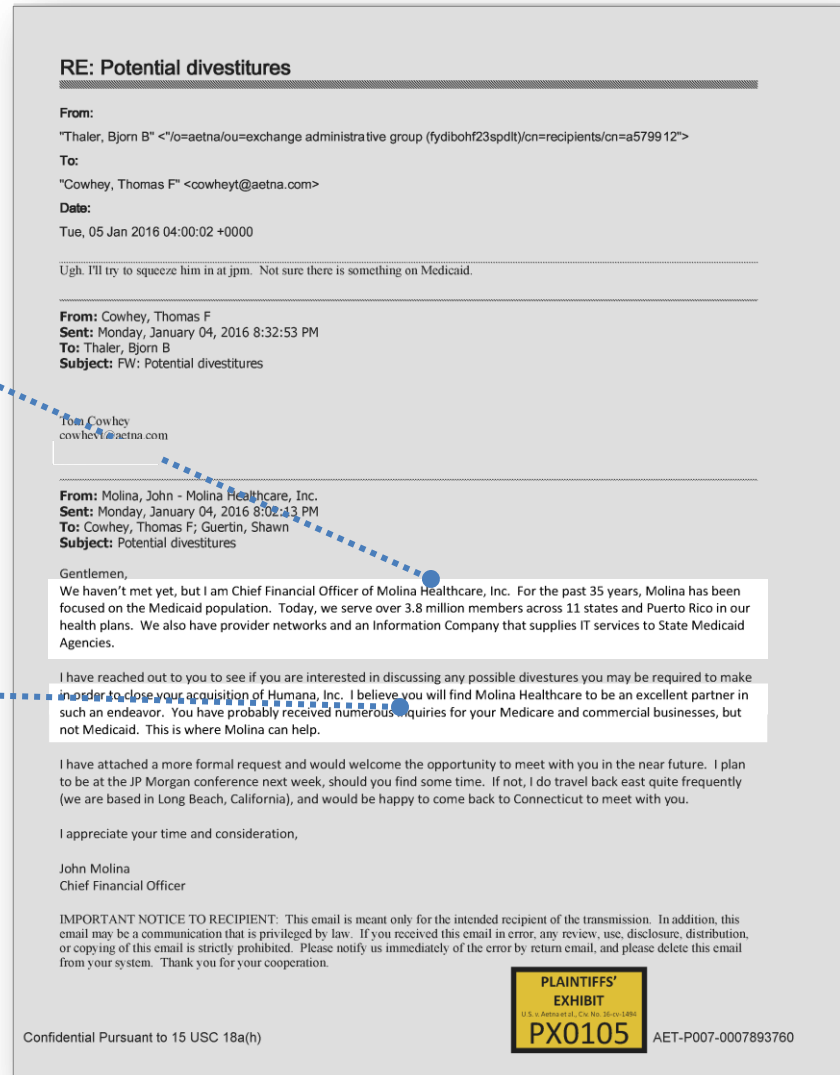 RE: Potential divestitures
From:
"Thaler, Bjorn B" <"/o=aetna/ou=exchange administrative group (fydibohf23spdlt)/cn=recipients/cn=a579912">
To:
"Cowhey, Thomas F" <cowheyt@aetna.com>
Date:
Tue, 05 Jan 2016 04:00:02 +0000
Ugh. I'll try to squeeze him in at jpm. Not sure there is something on Medicaid.
From: Cowhey, Thomas F
Sent: Monday, January 04, 2016 8:32:53 PM
To: Thaler, Bjorn B
Subject: FW: Potential divestitures
Tom Cowhey
cowheyt@aetna.com
From: Molina, John - Molina Healthcare, Inc.
Sent: Monday, January 04, 2016 8:02:13 PM
To: Cowhey, Thomas F; Guertin, Shawn
Subject: Potential divestitures
Gentlemen,
We haven't met yet, but I am Chief Financial Officer of Molina Healthcare, Inc. For the past 35 years, Molina has been
focused on the Medicaid population. Today, we serve over 3.8 million members across 11 states and Puerto Rico in our
health plans. We also have provider networks and an Information Company that supplies IT services to State Medicaid
Agencies.
I have reached out to you to see if you are interested in discussing any possible divestures you may be required to make
in order to close your acquisition of Humana, Inc. I believe you will find Molina Healthcare to be an excellent partner in
such an endeavor. You have probably received numerous inquiries for your Medicare and commercial businesses, but
not Medicaid. This is where Molina can help.
I have attached a more formal request and would welcome the opportunity to meet with you in the near future. I plan
to be at the JP Morgan conference next week, should you find some time. If not, I do travel back east quite frequently
(we are based in Long Beach, California), and would be happy to come back to Connecticut to meet with you.
I appreciate your time and consideration,
John Molina
Chief Financial Officer
IMPORTANT NOTICE TO RECIPIENT: This email is meant only for the intended recipient of the transmission. In addition, this
email may be a communication that is privileged by law. If you received this email in error, any review, use, disclosure, distribution,
or copying of this email is strictly prohibited. Please notify us immediately of the error by return email, and please delete this email
from your system. Thank you for your cooperation.
PLAINTIFFS'
EXHIBIT
U.S. v. Aetna et al., Civ. No. 16-cv-1494
PX0105
Confidential Pursuant to 15 USC 18a(h)
AET-P007-0007893760